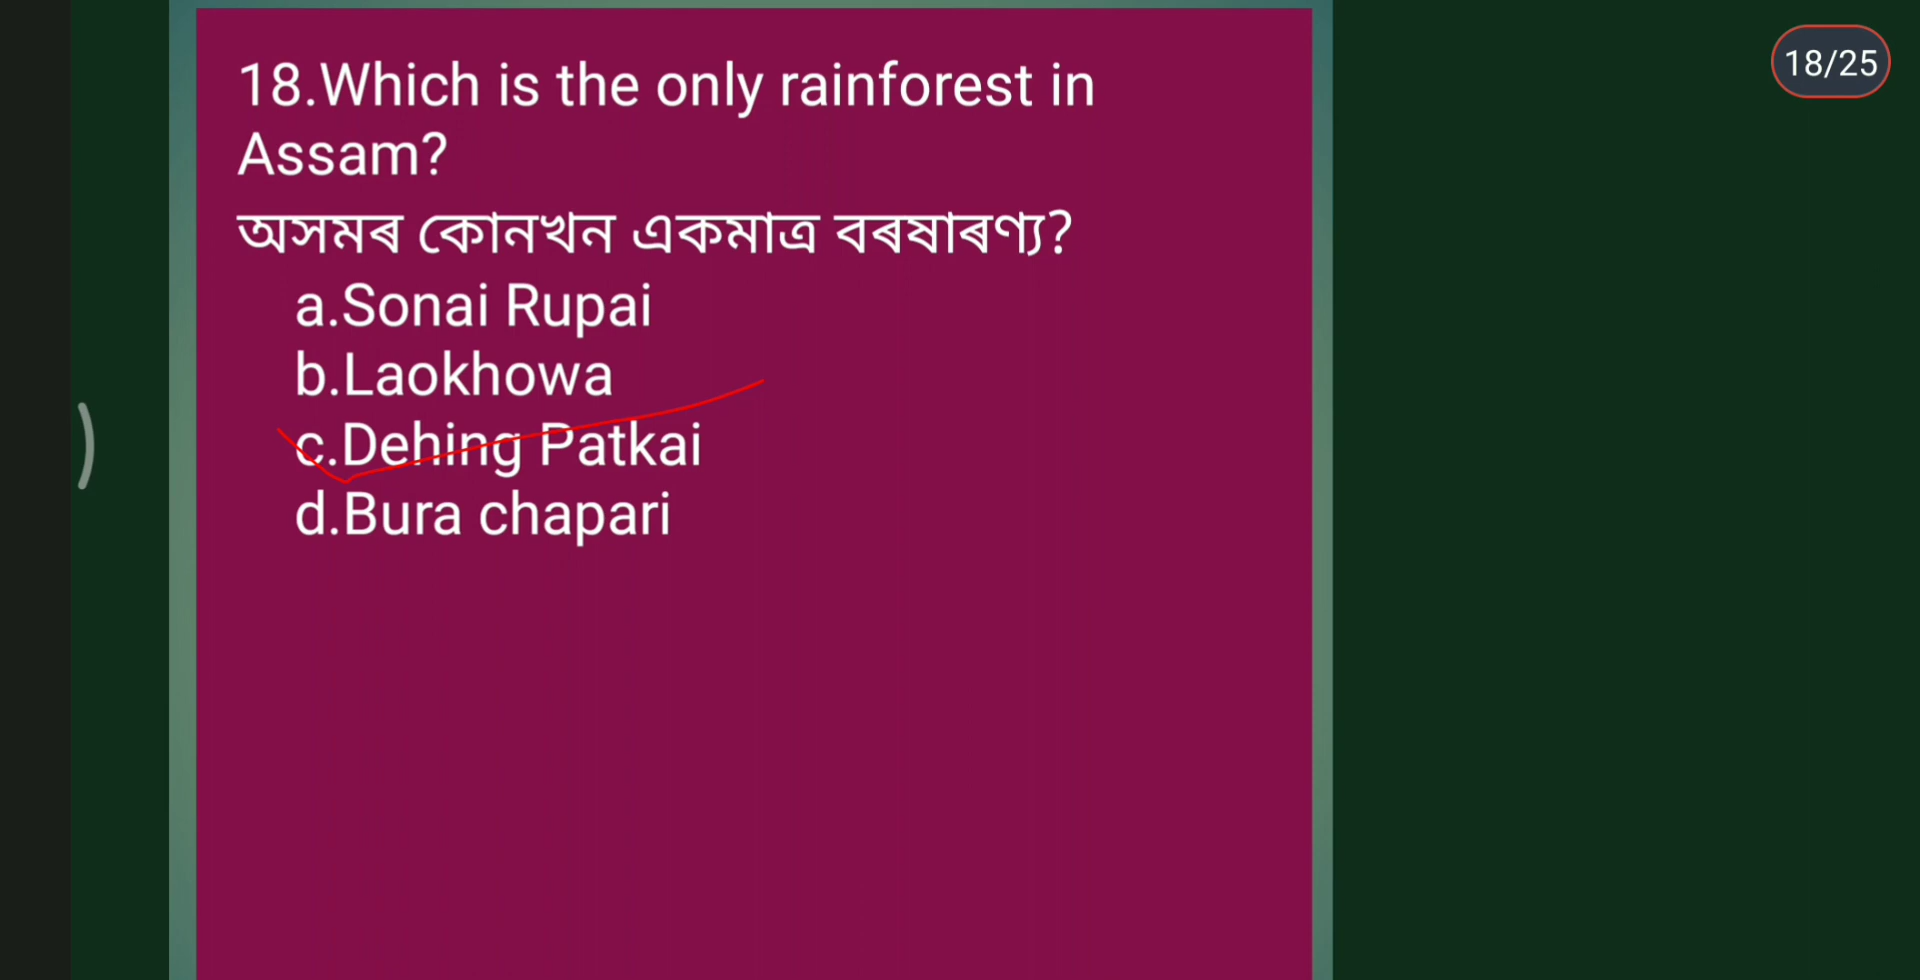 18.Which is the only rainforest in
Assam?
অসমৰ কোনখন একমাত্ৰ বৰষাৰণ্য?
a.Sonai Rupai
b.Laokhowa
c.Dehing Patkai
d.Bura chapari
18/25